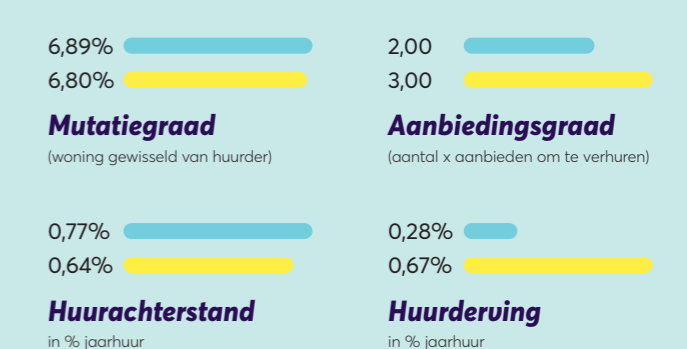 6,89%
6,80%
Mutatiegraad
(woning gewisseld van huurder)
2,00
3,00
Aanbiedingsgraad
(aantal x aanbieden om te verhuren)
0,77%
0,64%
Huurachterstand
in % jaarhuur
0,28%
0,67%
Huurderving
in % jaarhuur